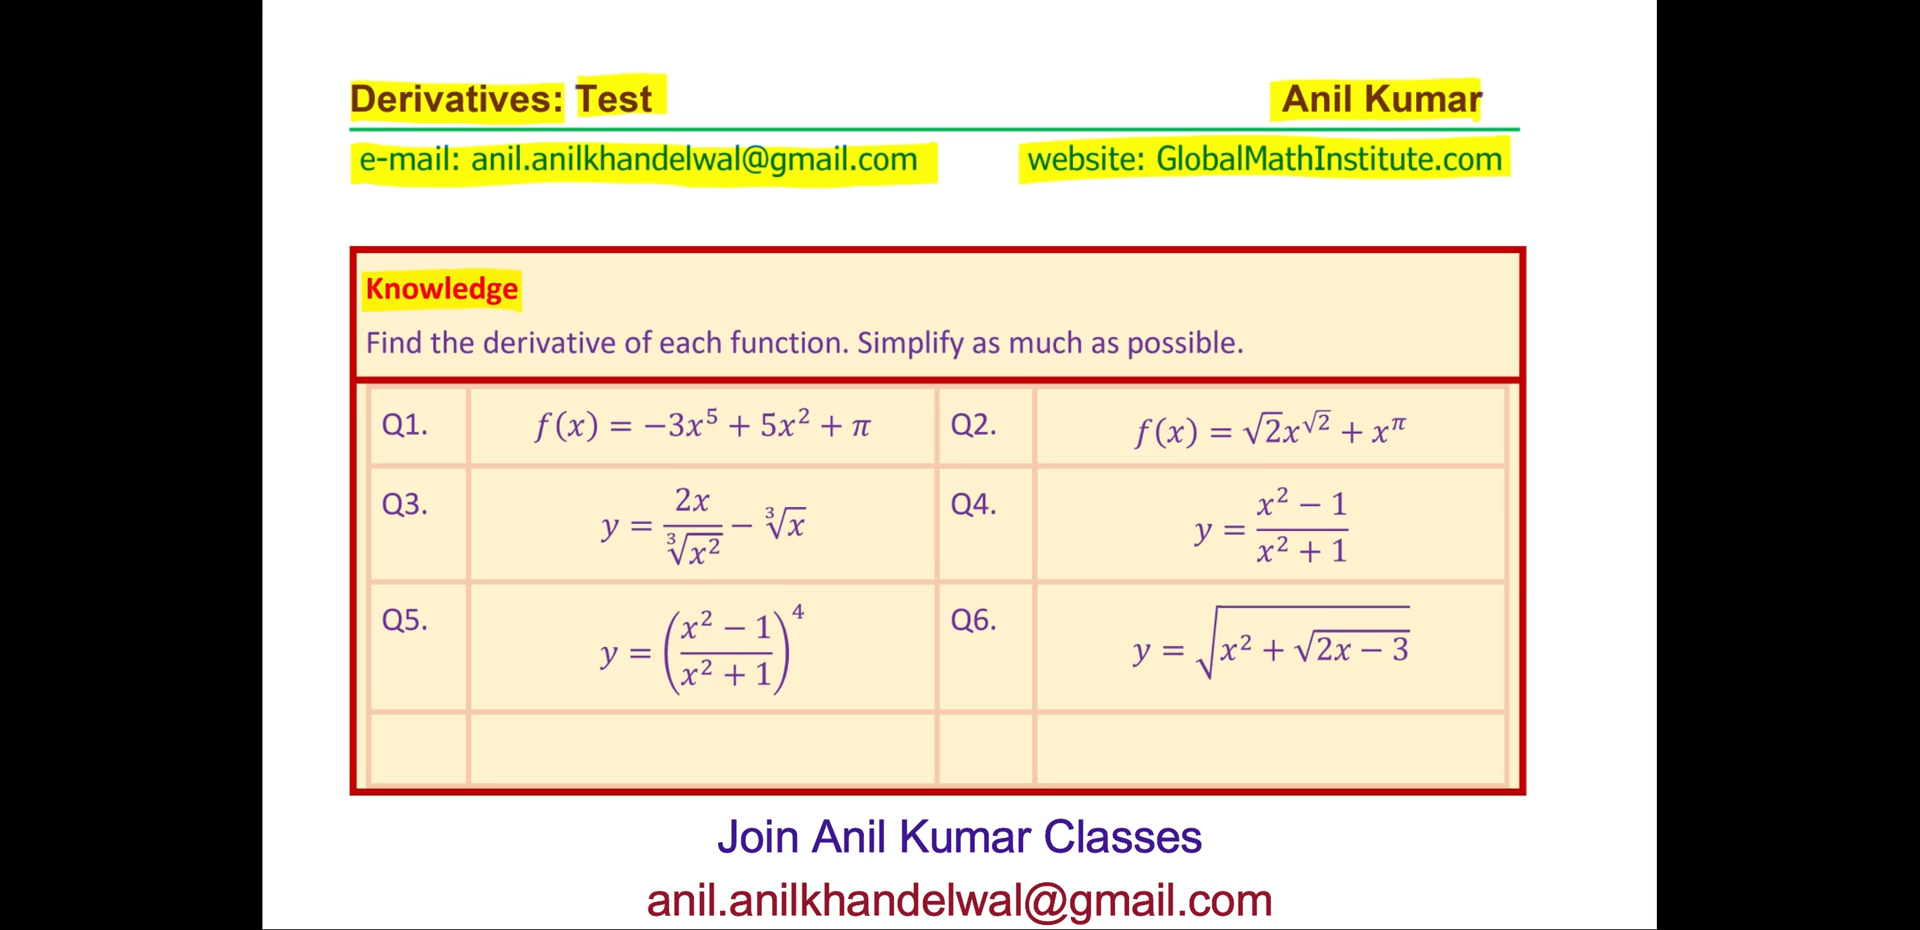 Derivatives: Test Anil Kumar
e-mail: anil.anilkhandelwal@gmail.com website: GlobalMathInstitute.com
Knowledge
Find the derivative of each function. Simplify as much as possible.
Q1. f(x) = −3x⁵ + 5x² + π Q2. f(x) = √2x^√2 + x^π
Q3. y = 2x/∛x² − ∛x Q4. y = (x² − 1)/(x² + 1)
Q5. y = ((x² − 1)/(x² + 1))⁴ Q6. y = √(x² + √(2x − 3))
Join Anil Kumar Classes
anil.anilkhandelwal@gmail.com